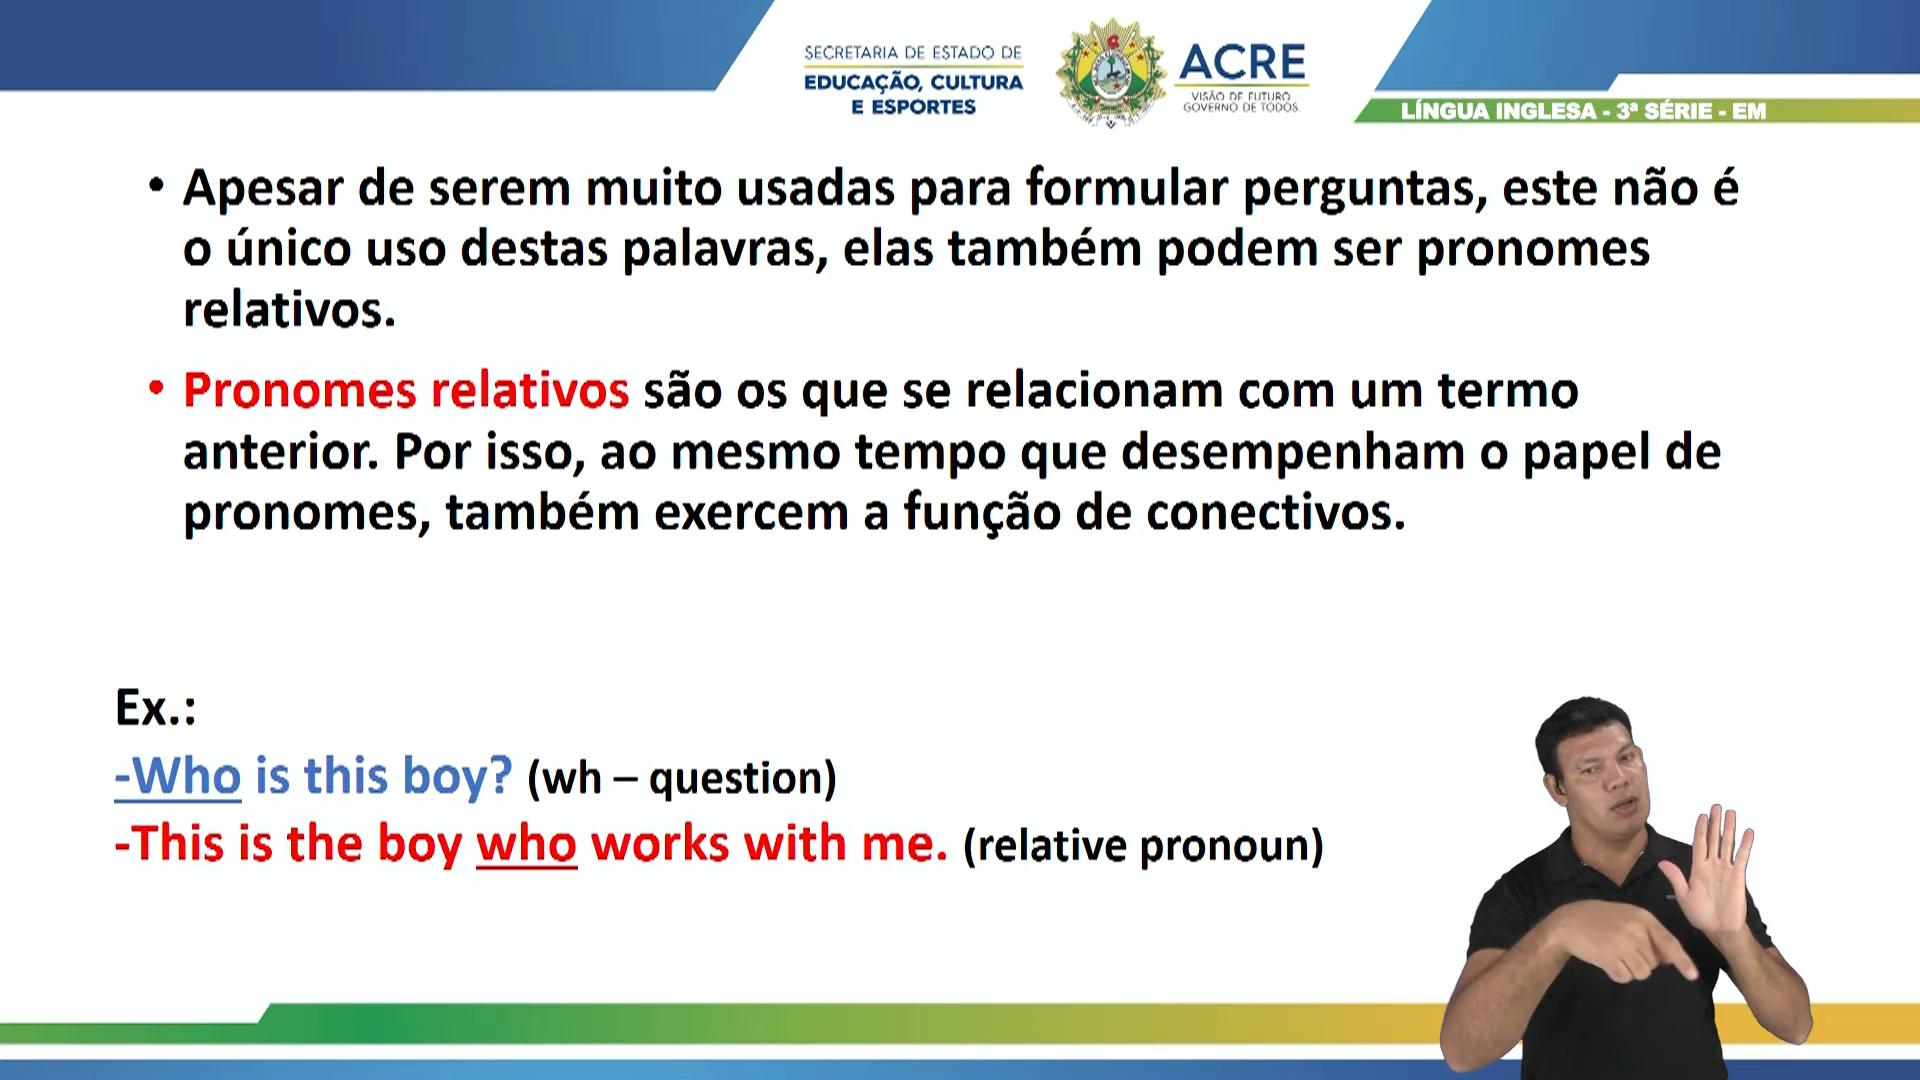 SECRETARIA DE ESTADO DE
EDUCAÇÃO, CULTURA
E ESPORTES
ACRE
VISÃO DE FUTURO
GOVERNO DE TODOS.
LÍNGUA INGLESA - 3ª SÉRIE - EM
• Apesar de serem muito usadas para formular perguntas, este não é
o único uso destas palavras, elas também podem ser pronomes
relativos.
• Pronomes relativos são os que se relacionam com um termo
anterior. Por isso, ao mesmo tempo que desempenham o papel de
pronomes, também exercem a função de conectivos.
Ex.:
-Who is this boy? (wh – question)
-This is the boy who works with me. (relative pronoun)